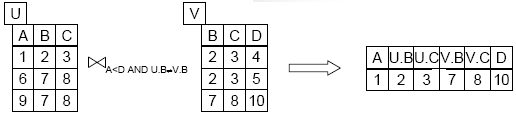 U
A B C
1 2 3
6 7 8
9 7 8
⋈A<D AND U.B≠V.B
V
B C D
2 3 4
2 3 5
7 8 10
A U.B U.C V.B V.C D
1 2 3 7 8 10